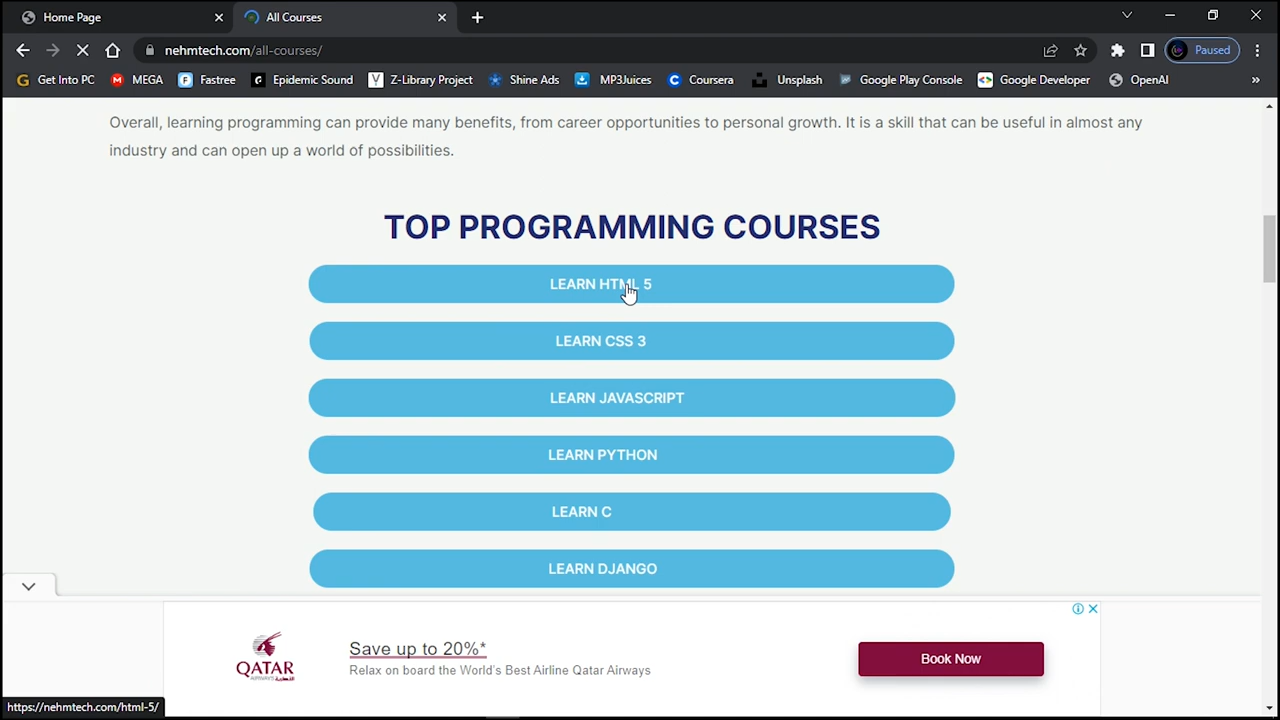 Home Page
All Courses
nehmtech.com/all-courses/
Paused
Get Into PC
MEGA
Fastree
Epidemic Sound
Z-Library Project
Shine Ads
MP3Juices
Coursera
Unsplash
Google Play Console
Google Developer
OpenAI
»
Overall, learning programming can provide many benefits, from career opportunities to personal growth. It is a skill that can be useful in almost any
industry and can open up a world of possibilities.
TOP PROGRAMMING COURSES
LEARN HTML 5
LEARN CSS 3
LEARN JAVASCRIPT
LEARN PYTHON
LEARN C
LEARN DJANGO
QATAR
AIRWAYS القطرية
Save up to 20%*
Relax on board the World's Best Airline Qatar Airways
Book Now
https://nehmtech.com/html-5/